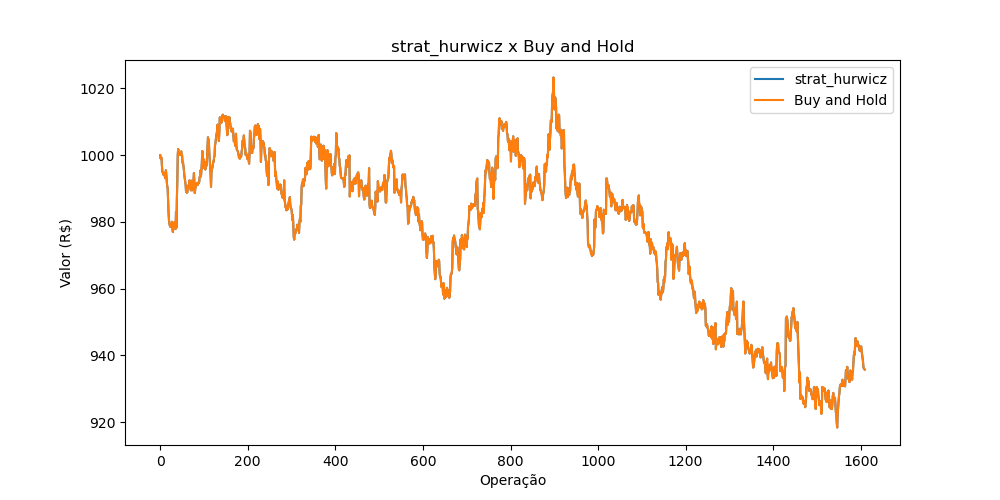 strat_hurwicz x Buy and Hold
strat_hurwicz
Buy and Hold
Valor (R$)
1020
1000
980
960
940
920
0 200 400 600 800 1000 1200 1400 1600
Operação